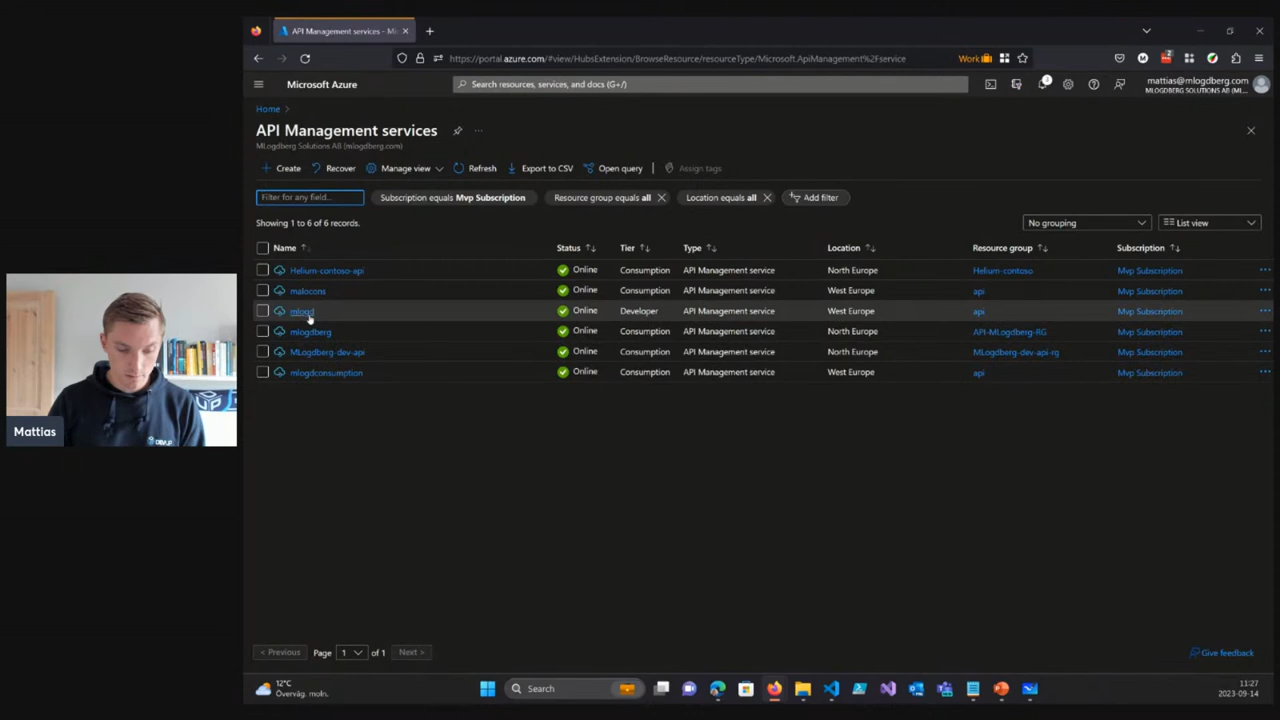 API Management services - Mi
https://portal.azure.com/#view/HubsExtension/BrowseResource/resourceType/Microsoft.ApiManagement%2Fservice
Work
2
Microsoft Azure
Search resources, services, and docs (G+/)
2
mattias@mlogdberg.com
MLOGDBERG SOLUTIONS AB (ML...
Home >
API Management services
...
MLogdberg Solutions AB (mlogdberg.com)
Create Recover Manage view Refresh Export to CSV Open query Assign tags
Filter for any field... Subscription equals Mvp Subscription Resource group equals all Location equals all Add filter
Showing 1 to 6 of 6 records.
No grouping List view
Name Status Tier Type Location Resource group Subscription
Helium-contoso-api Online Consumption API Management service North Europe Helium-contoso Mvp Subscription ...
malocons Online Consumption API Management service West Europe api Mvp Subscription ...
mlogd Online Developer API Management service West Europe api Mvp Subscription ...
mlogdberg Online Consumption API Management service North Europe API-MLogdberg-RG Mvp Subscription ...
MLogdberg-dev-api Online Consumption API Management service North Europe MLogdberg-dev-api-rg Mvp Subscription ...
mlogdconsumption Online Consumption API Management service West Europe api Mvp Subscription ...
Mattias
< Previous Page 1 of 1 Next >
Give feedback
12°C
Överväg. moln.
Search
11:27
2023-09-14